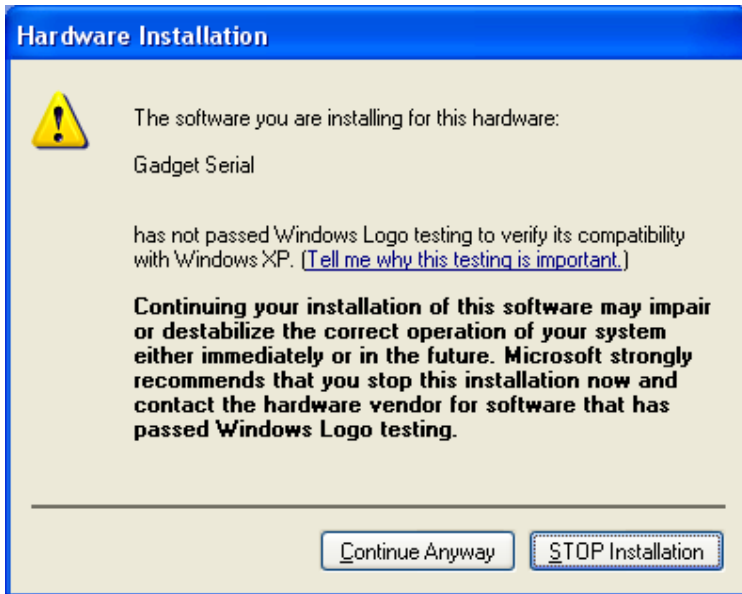 Hardware Installation
The software you are installing for this hardware:
Gadget Serial
has not passed Windows Logo testing to verify its compatibility
with Windows XP. (Tell me why this testing is important.)
Continuing your installation of this software may impair
or destabilize the correct operation of your system
either immediately or in the future. Microsoft strongly
recommends that you stop this installation now and
contact the hardware vendor for software that has
passed Windows Logo testing.
Continue Anyway
STOP Installation